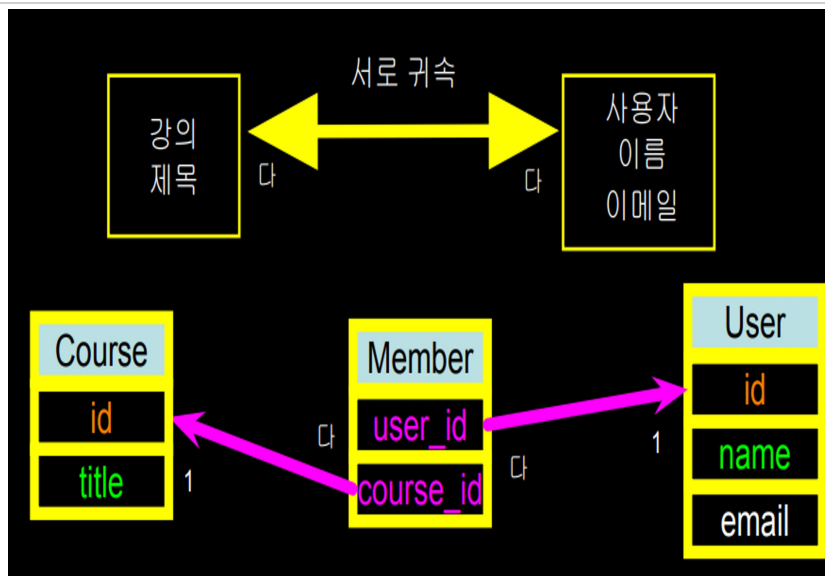 서로 귀속
강의
제목
다
다
사용자
이름
이메일
Course
id
title
1
다
Member
user_id
course_id
다
1
User
id
name
email